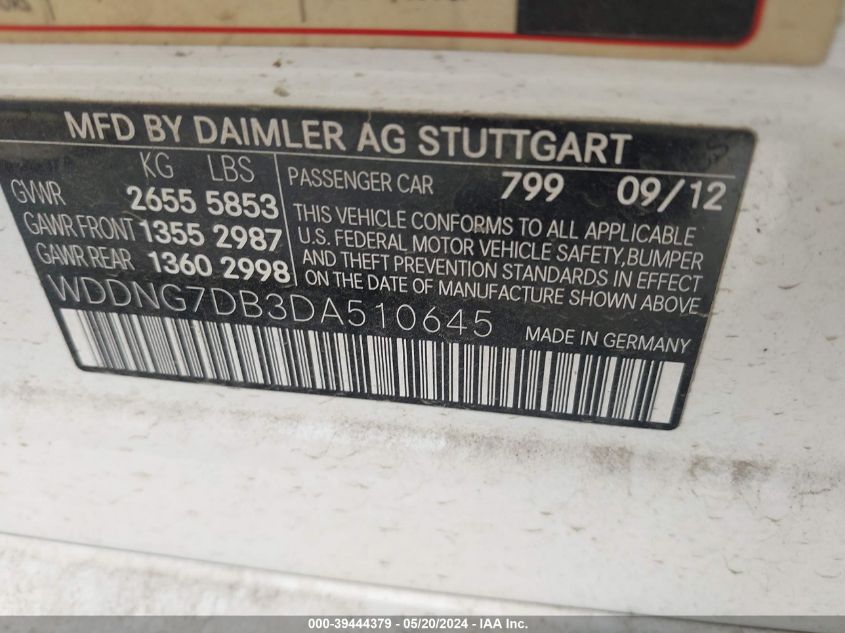 MFD BY DAIMLER AG STUTTGART
KG LBS
GVWR 2655 5853
GAWR FRONT 1355 2987
GAWR REAR 1360 2998
PASSENGER CAR 799 09/12
THIS VEHICLE CONFORMS TO ALL APPLICABLE
U.S. FEDERAL MOTOR VEHICLE SAFETY, BUMPER
AND THEFT PREVENTION STANDARDS IN EFFECT
ON THE DATE OF MANUFACTURE SHOWN ABOVE
WDDNG7DB3DA510645
MADE IN GERMANY
000-39444379 - 05/20/2024 - IAA Inc.